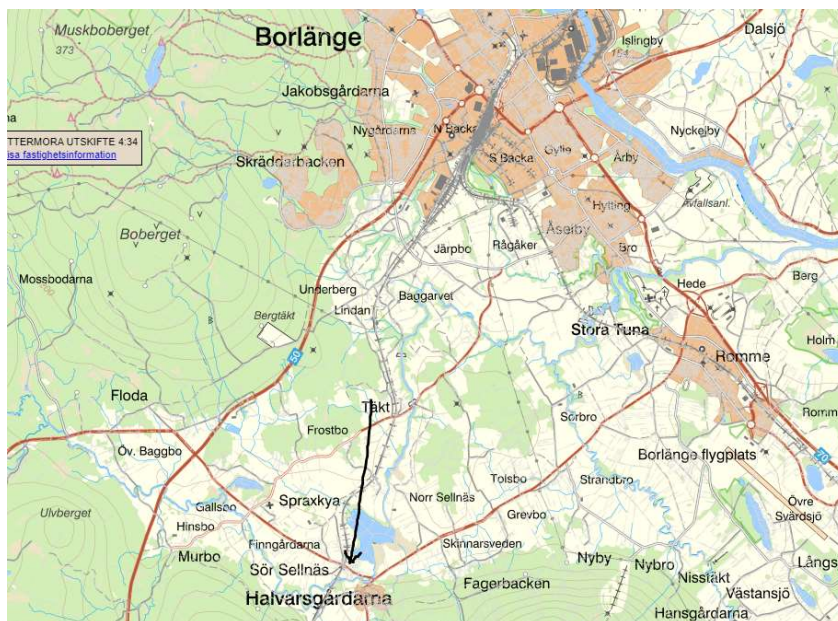 Muskboberget
373
Borlänge
Islingby
Dalsjö
154
Jakobsgårdarna
TTERMORA UTSKIFTE 4:34
isa fastighetsinformation
Nygårdarna
N Backa
Nyckelby
Skräddarbacken
S Backa
Gylle
Årby
Avfallsanl.
Hytting
Boberget
Åselby
Järpbo
Rågåker
Bro
Mossbodarna
Underberg
Baggarvet
Hede
Berg
Lindan
Bergtäkt
Stora Tuna
Holm
50
Romme
Floda
Täkt
Romm
Frostbo
Sörbro
Öv. Baggbo
Borlänge flygplats
70
Ulvberget
Gallsbo
Spraxkya
Norr Sellnäs
Toisbo
Strandbro
Övre
Svärdsjö
Hinsbo
Grevbo
Murbo
Finngårdarna
Skinnarsveden
Sör Sellnäs
Nyby
Nybro
Långs
Fagerbacken
Nisstäkt
Halvarsgårdarna
Västansjö
Hansgårdarna